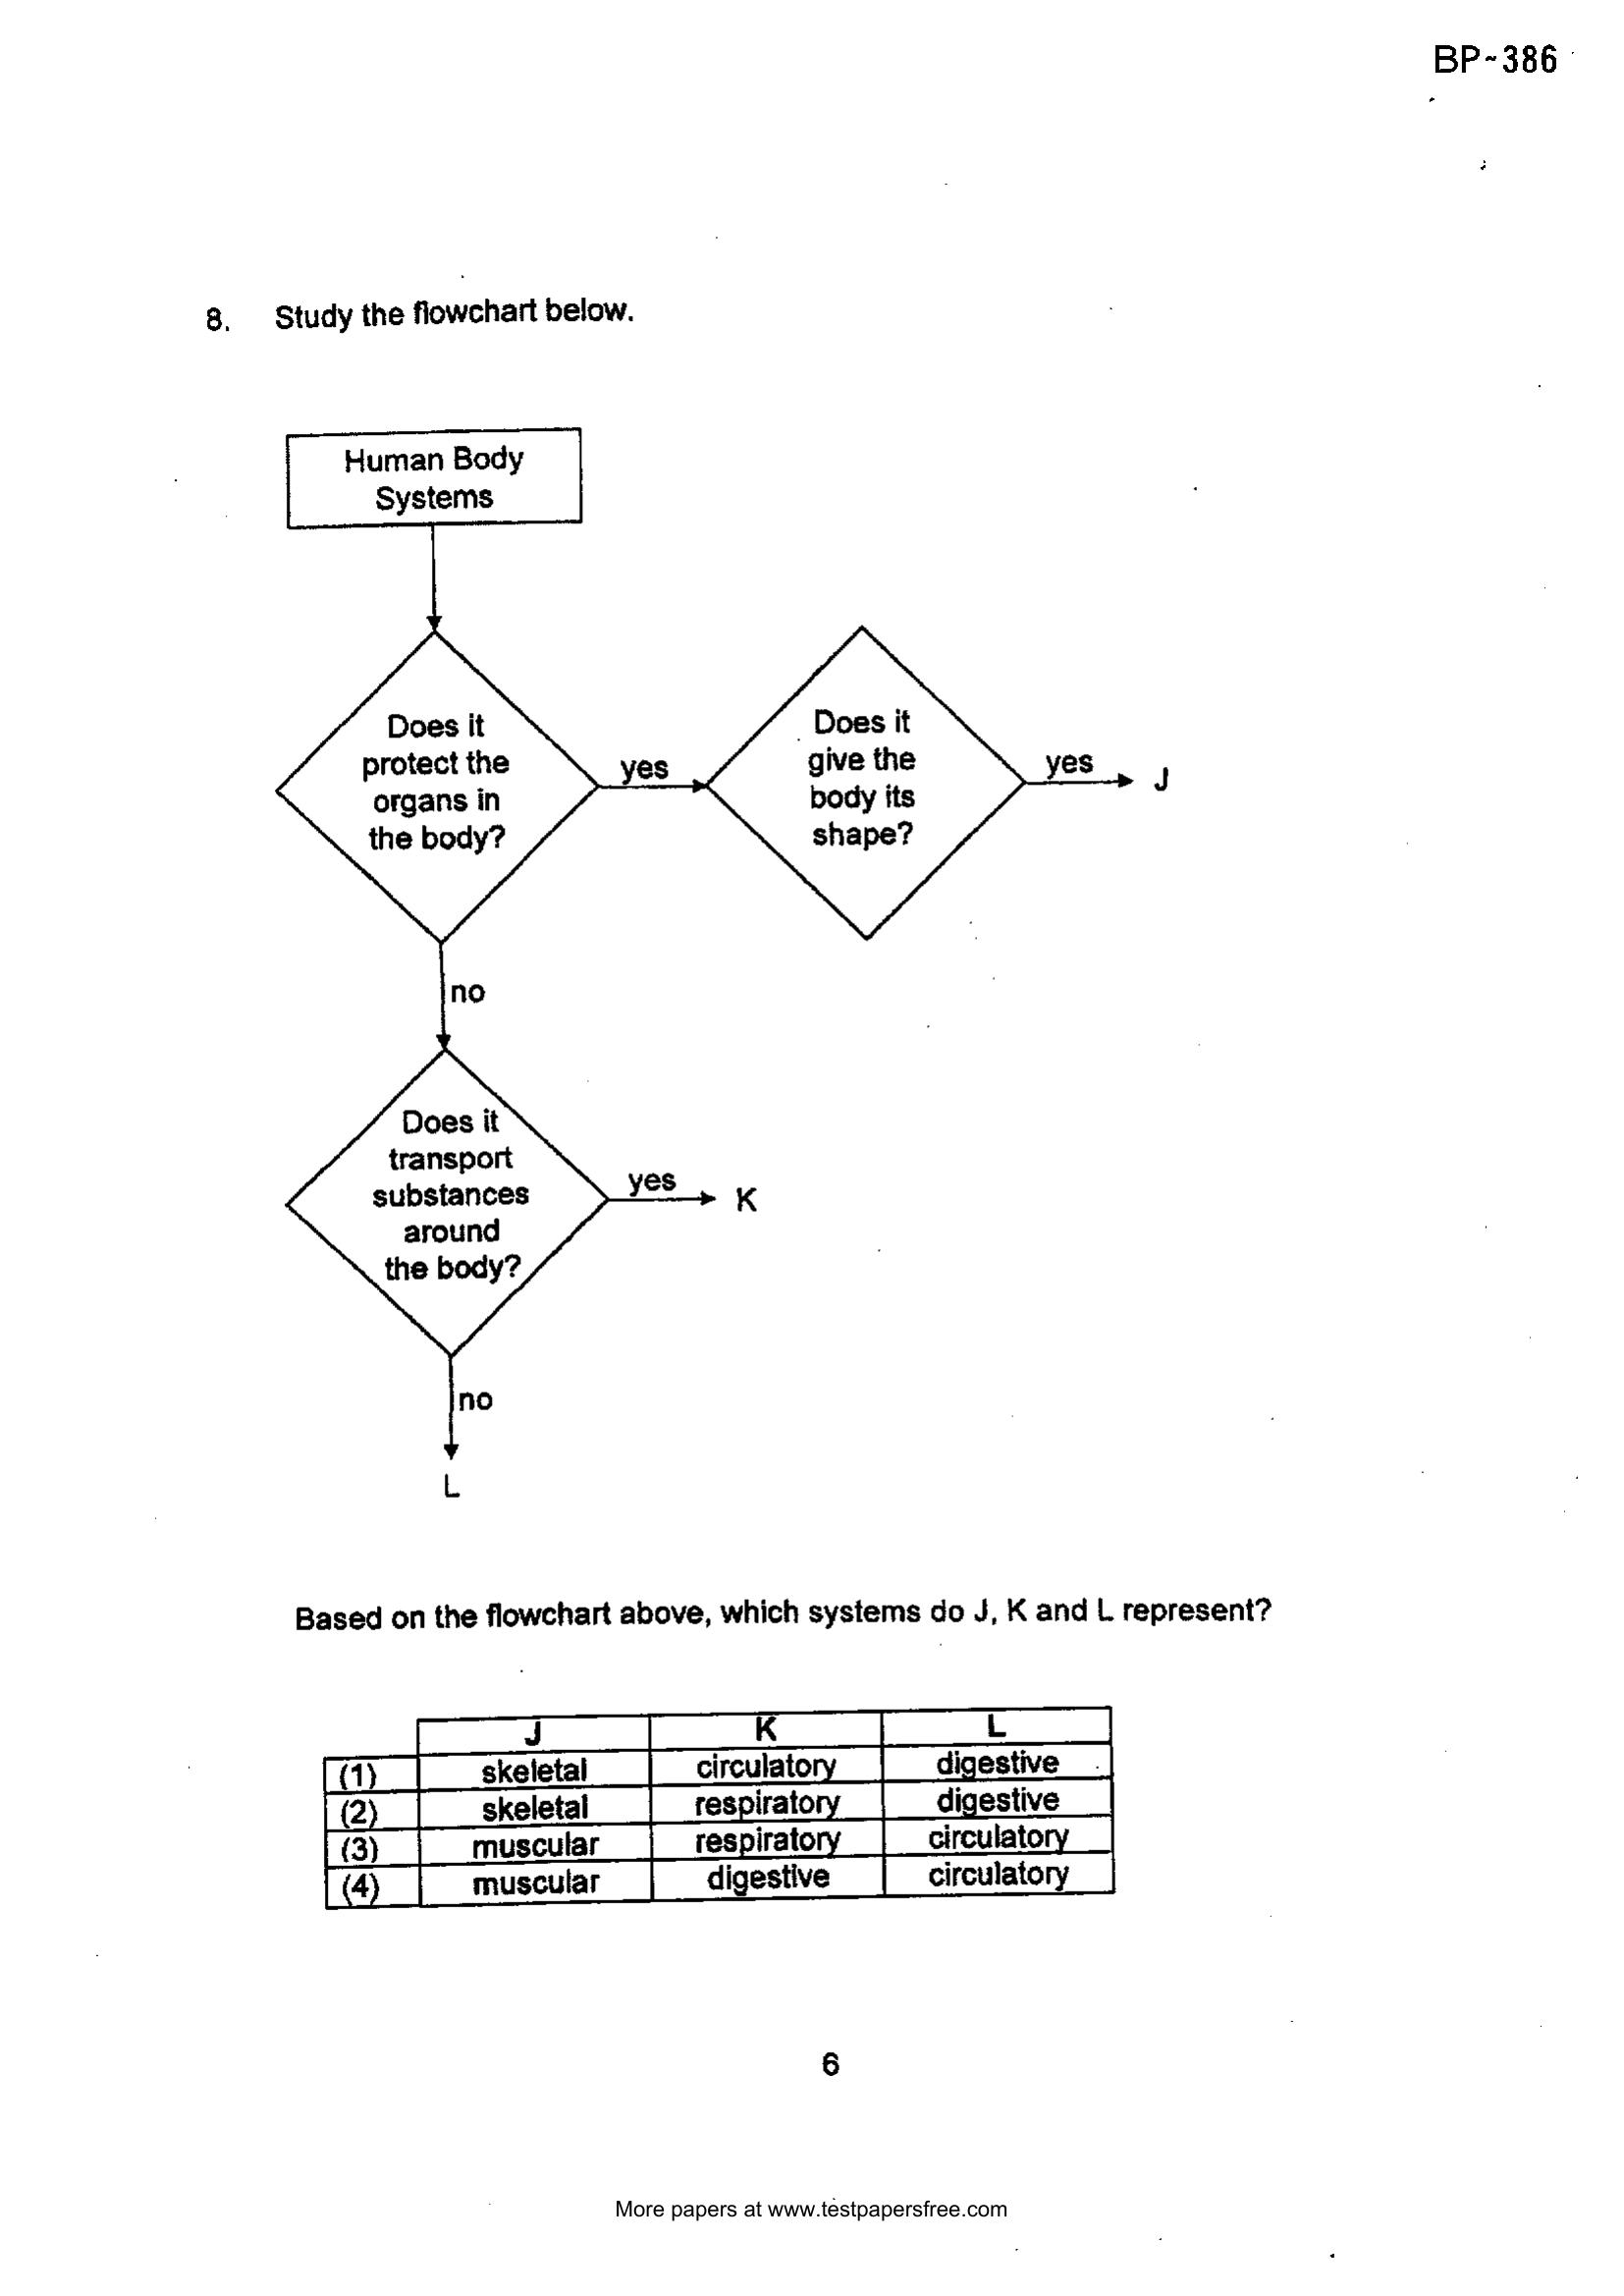 BP~386
8. Study the flowchart below.
Human Body
Systems
Does it
protect the
organs in
the body?
yes
Does it
give the
body its
shape?
yes
J
no
Does it
transport
substances
around
the body?
yes
K
no
L
Based on the flowchart above, which systems do J, K and L represent?
J K L
(1) skeletal circulatory digestive
(2) skeletal respiratory digestive
(3) muscular respiratory circulatory
(4) muscular digestive circulatory
6
More papers at www.testpapersfree.com